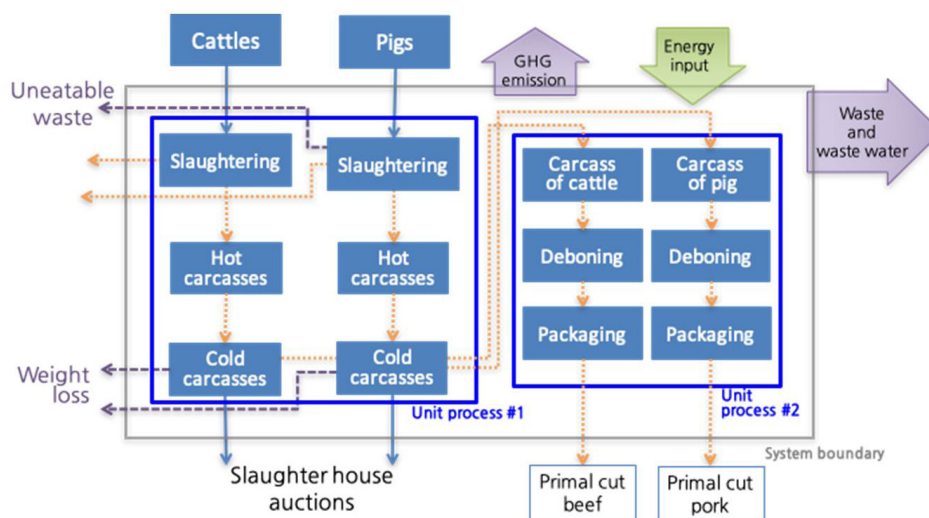 Cattles
Pigs
GHG
emission
Energy
input
Uneatable
waste
Waste
and
waste water
Slaughtering
Slaughtering
Carcass
of cattle
Carcass
of pig
Hot
carcasses
Hot
carcasses
Deboning
Deboning
Packaging
Packaging
Cold
carcasses
Cold
carcasses
Weight
loss
Unit process #1
Unit
process #2
System boundary
Slaughter house
auctions
Primal cut
beef
Primal cut
pork